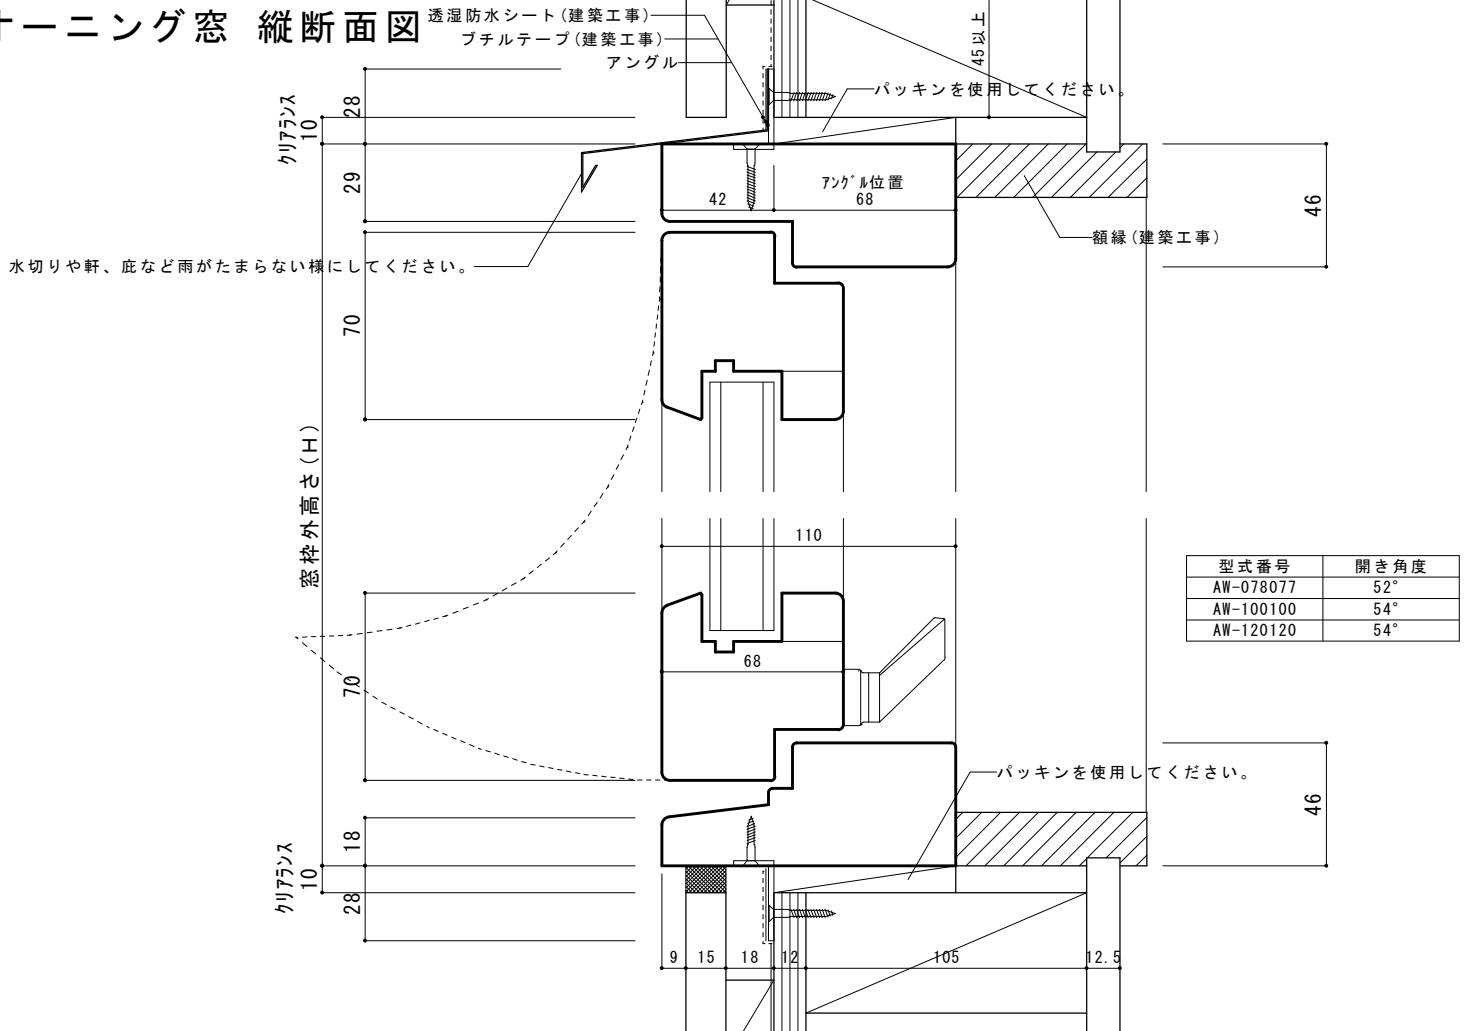 ーニング窓 縦断面図
透湿防水シート(建築工事)
ブチルテープ(建築工事)
アングル
45以上
パッキンを使用してください。
クリアランス
10
28
29
アングル位置
42
68
46
額縁(建築工事)
水切りや軒、庇など雨がたまらない様にしてください。
70
窓枠外高さ(H)
110
型式番号 開き角度
AW-078077 52°
AW-100100 54°
AW-120120 54°
68
70
パッキンを使用してください。
46
18
クリアランス
10
28
9 15 18 12 105 12.5